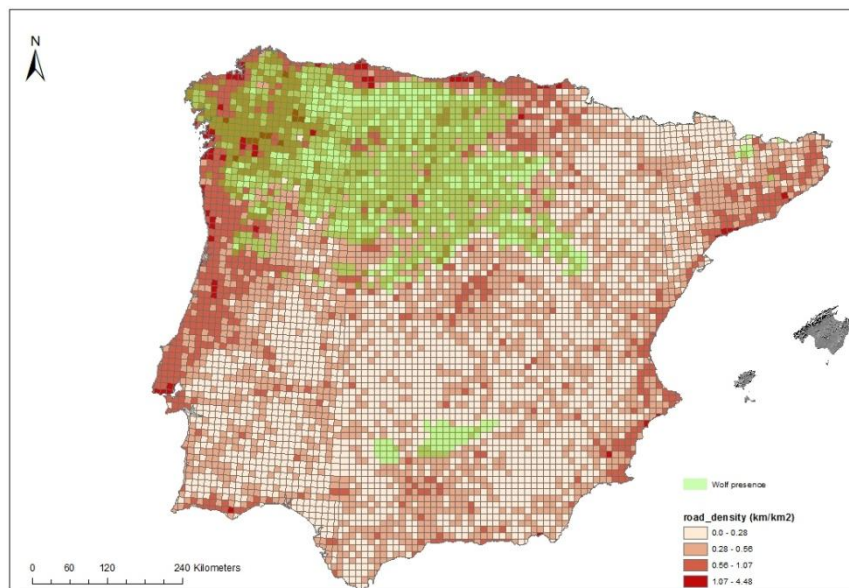 N
Wolf presence
road_density (km/km2)
0.0 - 0.28
0.28 - 0.56
0.56 - 1.07
1.07 - 4.48
0 60 120 240 Kilometers